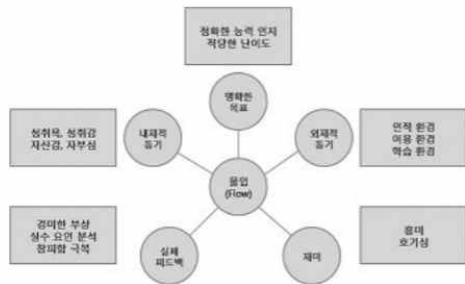 정확한 능력 인지
적당한 난이도
명확한
목표
성취욕, 성취감
자신감, 자부심
내재적
동기
외재적
동기
인적 환경
이용 환경
학습 환경
몰입
(Flow)
경미한 부상
실수 요인 분석
창피함 극복
실패
피드백
재미
흥미
호기심